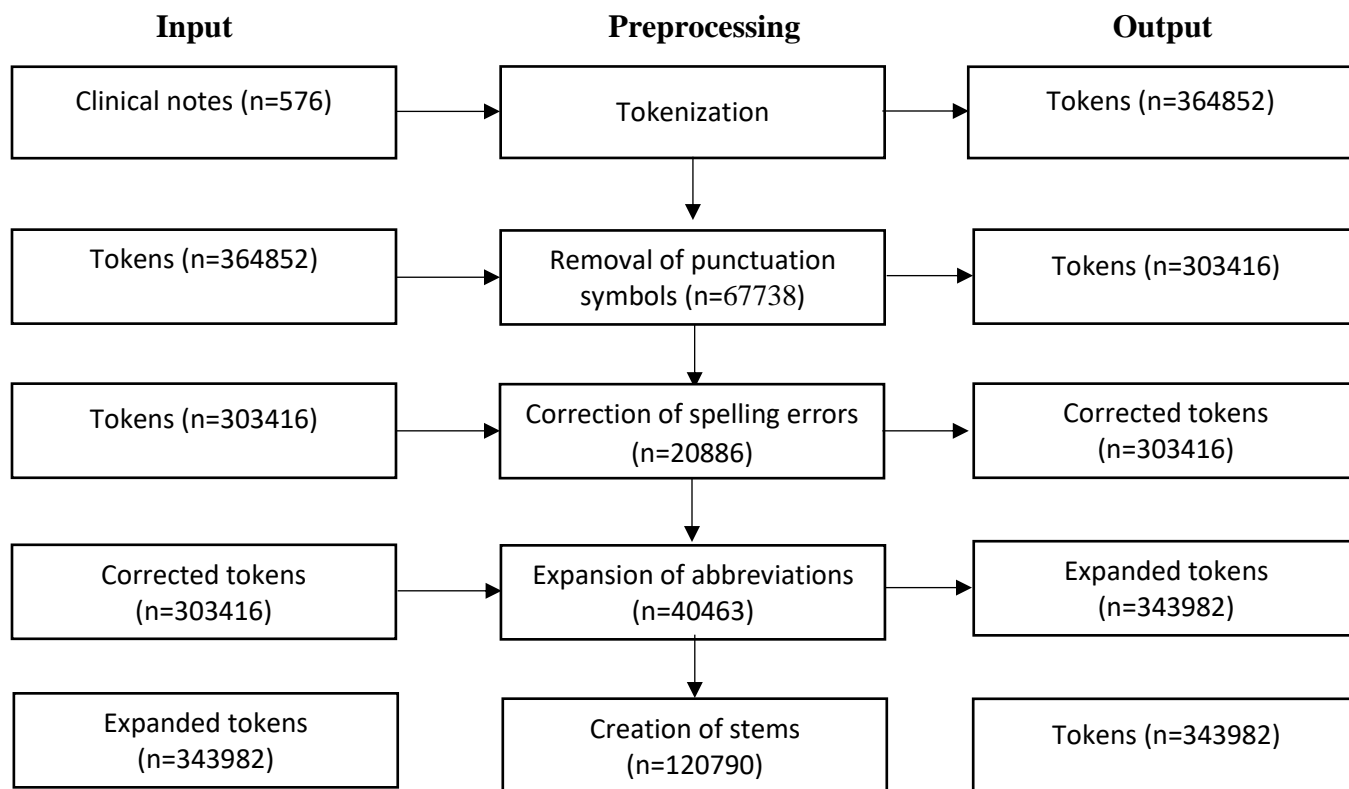 Input
Preprocessing
Output
Clinical notes (n=576)
Tokenization
Tokens (n=364852)
Tokens (n=364852)
Removal of punctuation
symbols (n=67738)
Tokens (n=303416)
Tokens (n=303416)
Correction of spelling errors
(n=20886)
Corrected tokens
(n=303416)
Corrected tokens
(n=303416)
Expansion of abbreviations
(n=40463)
Expanded tokens
(n=343982)
Expanded tokens
(n=343982)
Creation of stems
(n=120790)
Tokens (n=343982)